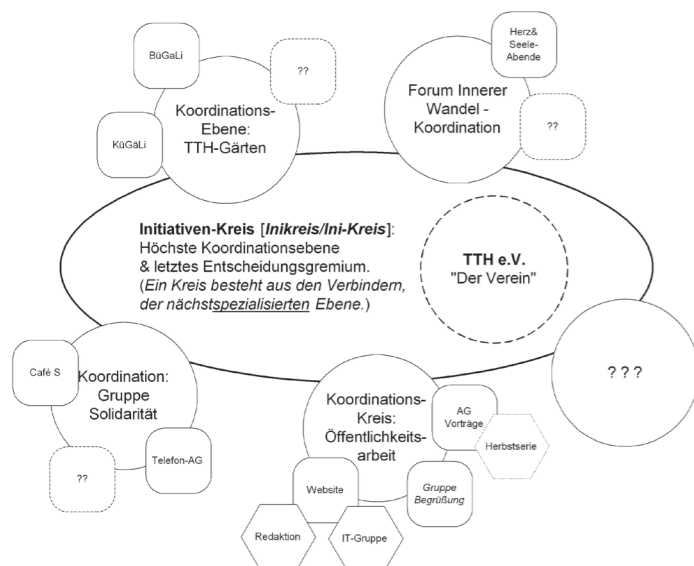 BüGaLi
??
Koordinations-
Ebene:
TTH-Gärten
KüGäLi
Herz&
Seele-
Abende
Forum Innerer
Wandel -
Koordination
??
Initiativen-Kreis [Inikreis/Ini-Kreis]:
Höchste Koordinationsebene
& letztes Entscheidungsgremium.
(Ein Kreis besteht aus den Verbindern,
der nächstspezialisierten Ebene.)
TTH e.V.
"Der Verein"
? ? ?
Café S
Koordination:
Gruppe
Solidarität
Telefon-AG
??
Koordinations-
Kreis:
Öffentlichkeits-
arbeit
AG
Vorträge
Herbstserie
Gruppe
Begrüßung
Website
Redaktion
IT-Gruppe